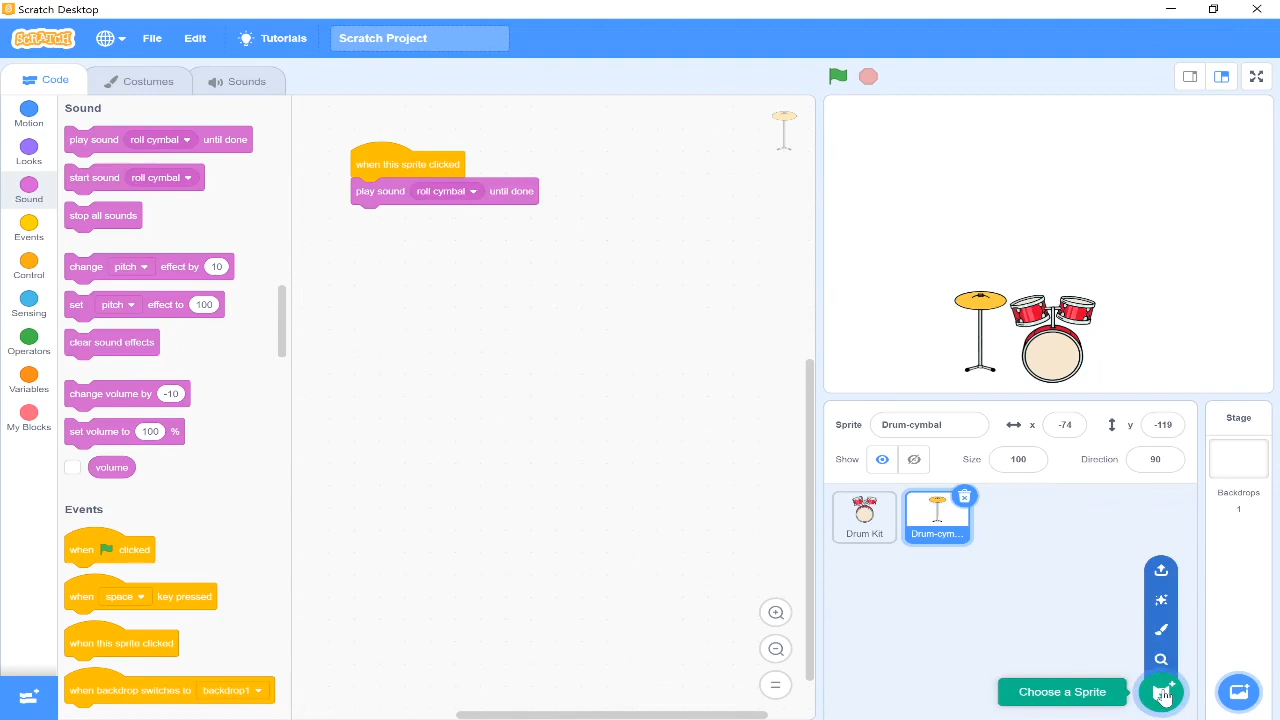 Scratch Desktop
SCRATCH File Edit Tutorials Scratch Project
Code Costumes Sounds
Motion
Looks
Sound
Events
Control
Sensing
Operators
Variables
My Blocks
Sound
play sound roll cymbal until done
start sound roll cymbal
stop all sounds
change pitch effect by 10
set pitch effect to 100
clear sound effects
change volume by -10
set volume to 100 %
volume
Events
when clicked
when space key pressed
when this sprite clicked
when backdrop switches to backdrop1
when this sprite clicked
play sound roll cymbal until done
Sprite Drum-cymbal x -74 y -119
Show Size 100 Direction 90
Drum Kit
Drum-cym...
Choose a Sprite
Stage
Backdrops
1